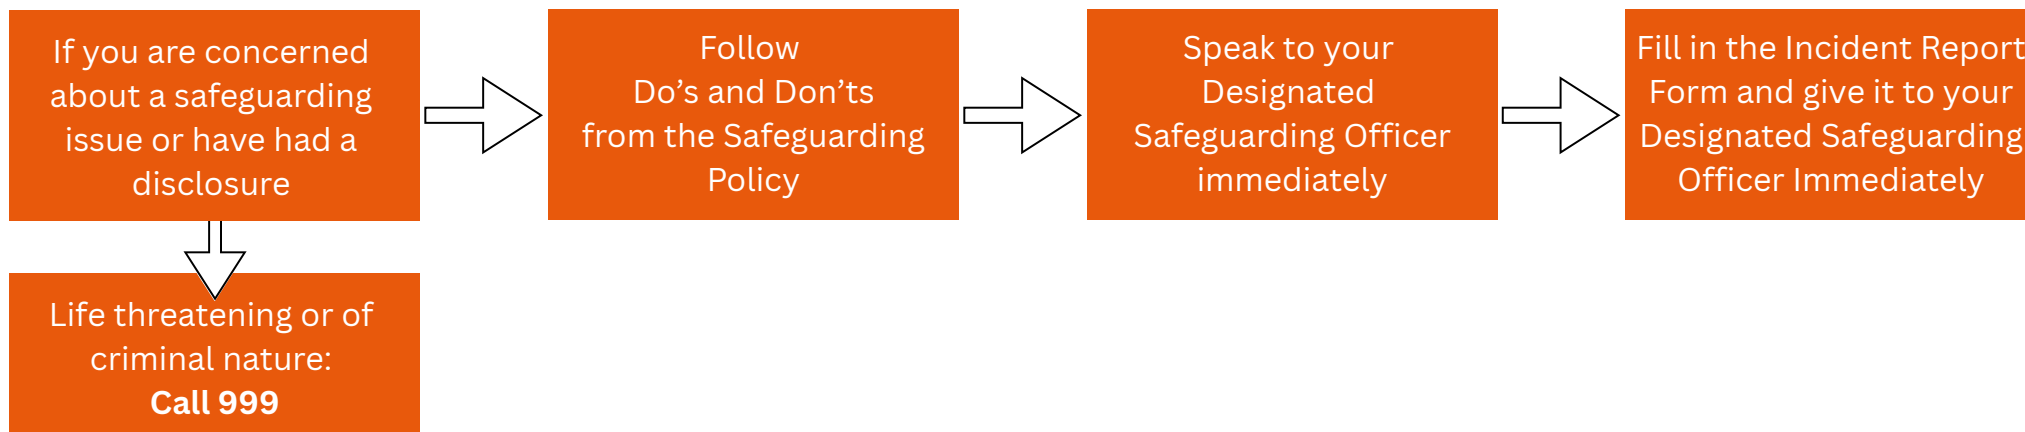 If you are concerned
about a safeguarding
issue or have had a
disclosure
Follow
Do’s and Don’ts
from the Safeguarding
Policy
Speak to your
Designated
Safeguarding Officer
immediately
Fill in the Incident Report
Form and give it to your
Designated Safeguarding
Officer Immediately
Life threatening or of
criminal nature:
Call 999